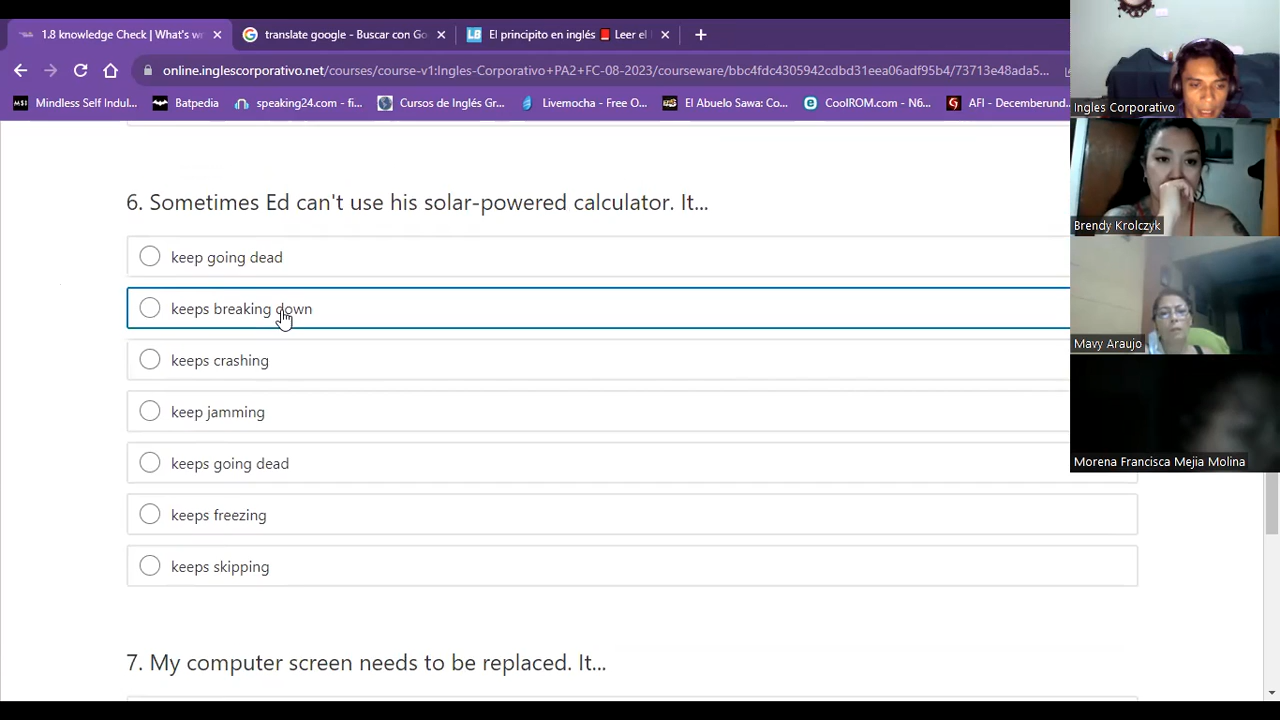 1.8 knowledge Check | What's wr
translate google - Buscar con Go
LB El principito en inglés Leer el
online.inglescorporativo.net/courses/course-v1:Ingles-Corporativo+PA2+FC-08-2023/courseware/bbc4fdc4305942cdbd31eea06adf95b4/73713e48ada5...
Mindless Self Indul...
Batpedia
speaking24.com - fi...
Cursos de Inglés Gr...
Livemocha - Free O...
El Abuelo Sawa: Co...
CoolROM.com - N6...
AFI - Decemberund...
Ingles Corporativo
Brendy Krolczyk
Mavy Araujo
Morena Francisca Mejia Molina
6. Sometimes Ed can't use his solar-powered calculator. It...
keep going dead
keeps breaking down
keeps crashing
keep jamming
keeps going dead
keeps freezing
keeps skipping
7. My computer screen needs to be replaced. It...